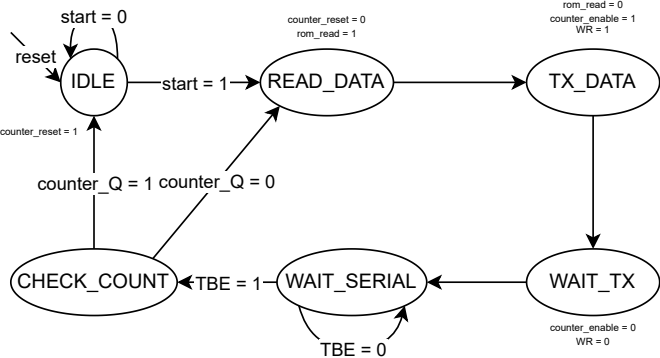 start = 0
reset
IDLE
counter_reset = 1
start = 1
counter_reset = 0
rom_read = 1
READ_DATA
rom_read = 0
counter_enable = 1
WR = 1
TX_DATA
counter_Q = 1
counter_Q = 0
CHECK_COUNT
TBE = 1
WAIT_SERIAL
TBE = 0
WAIT_TX
counter_enable = 0
WR = 0